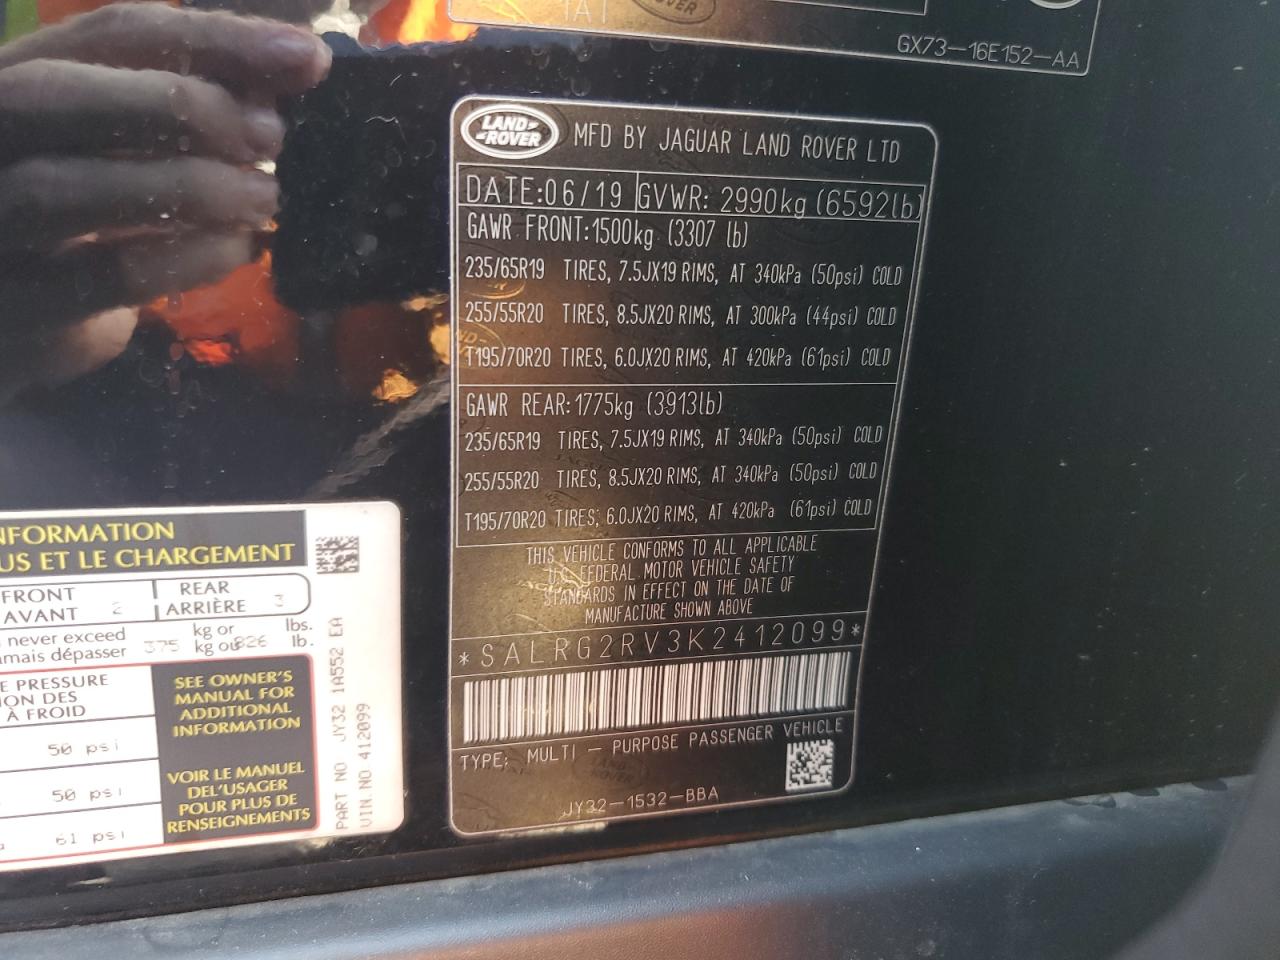 GX73-16E152-AA
LAND ROVER
MFD BY JAGUAR LAND ROVER LTD
DATE:06/19 GVWR: 2990kg (6592lb)
GAWR FRONT:1500kg (3307 lb)
235/65R19 TIRES, 7.5JX19 RIMS, AT 340kPa (50psi) COLD
255/55R20 TIRES, 8.5JX20 RIMS, AT 300kPa (44psi) COLD
T195/70R20 TIRES, 6.0JX20 RIMS, AT 420kPa (61psi) COLD
GAWR REAR:1775kg (3913lb)
235/65R19 TIRES, 7.5JX19 RIMS, AT 340kPa (50psi) COLD
255/55R20 TIRES, 8.5JX20 RIMS, AT 340kPa (50psi) COLD
T195/70R20 TIRES, 6.0JX20 RIMS, AT 420kPa (61psi) COLD
THIS VEHICLE CONFORMS TO ALL APPLICABLE
U.S. FEDERAL MOTOR VEHICLE SAFETY
STANDARDS IN EFFECT ON THE DATE OF
MANUFACTURE SHOWN ABOVE
*SALRG2RV3K2412099*
TYPE: MULTI - PURPOSE PASSENGER VEHICLE
JY32-1532-BBA
NFORMATION
US ET LE CHARGEMENT
FRONT 2 REAR 3
AVANT ARRIÈRE
never exceed 375 kg or 826 lbs.
amais dépasser kg ou lb.
E PRESSURE
ION DES
À FROID
50 psi
50 psi
61 psi
SEE OWNER'S
MANUAL FOR
ADDITIONAL
INFORMATION
VOIR LE MANUEL
DEL'USAGER
POUR PLUS DE
RENSEIGNEMENTS
PART NO JY32 1A552 EA
VIN.NO 412099